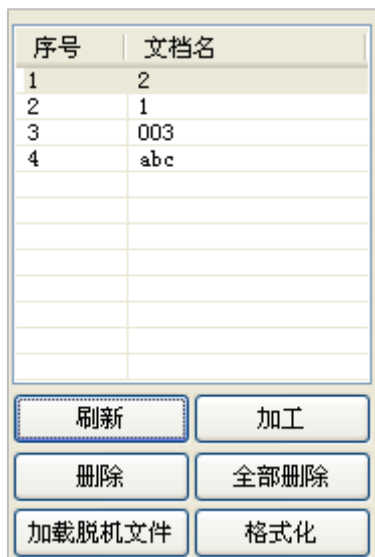 序号 文档名
1 2
2 1
3 003
4 abc
刷新 加工
删除 全部删除
加载脱机文件 格式化